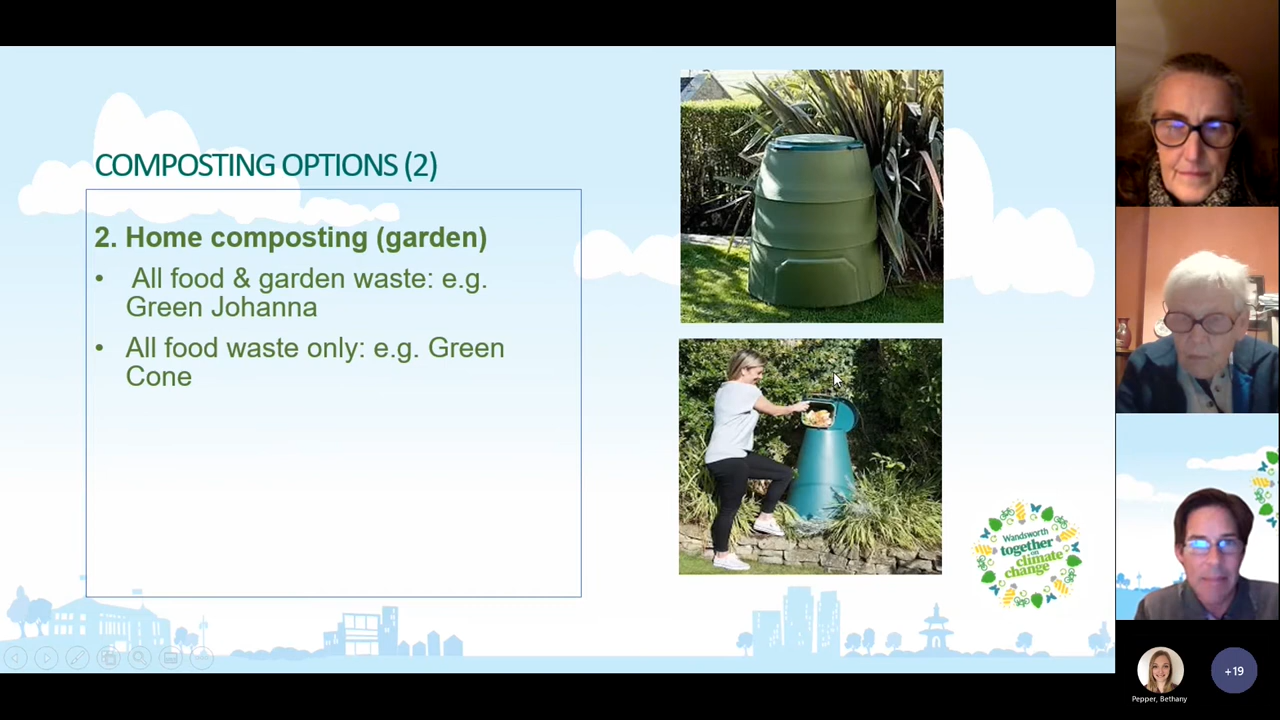 COMPOSTING OPTIONS (2)
2. Home composting (garden)
• All food & garden waste: e.g.
Green Johanna
• All food waste only: e.g. Green
Cone
Wandsworth
together
on
climate
change
Pepper, Bethany
+19